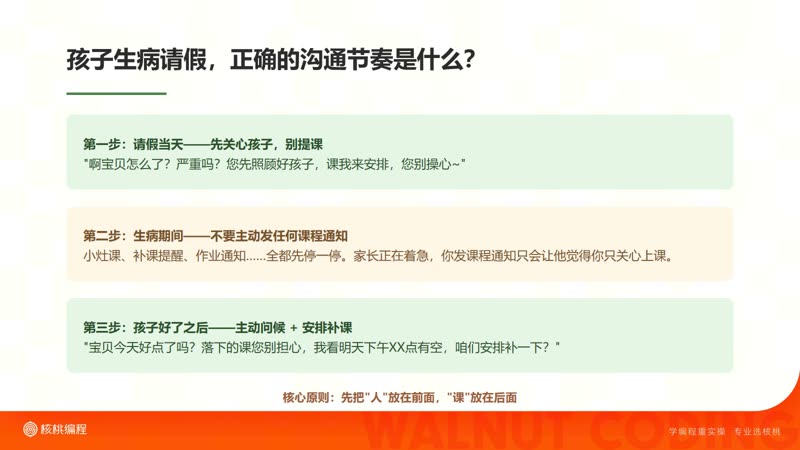 孩子生病请假，正确的沟通节奏是什么？
第一步：请假当天——先关心孩子，别提课
"啊宝贝怎么了？严重吗？您先照顾好孩子，课我来安排，您别操心~"
第二步：生病期间——不要主动发任何课程通知
小灶课、补课提醒、作业通知……全都先停一停。家长正在着急，你发课程通知只会让他觉得你只关心上课。
第三步：孩子好了之后——主动问候 + 安排补课
"宝贝今天好点了吗？落下的课您别担心，我看明天下午XX点有空，咱们安排补一下？"
核心原则：先把"人"放在前面，"课"放在后面
核桃编程
WALNUT CODING
学编程重实操 专业选核桃